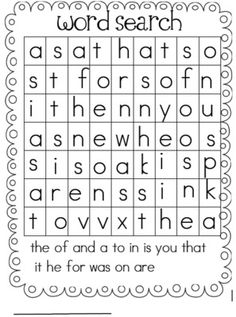 word search
a s a t h a t s o
s t f o r s o f n
i t h e n n y o u
a s n e w h e o s
s i s o a k i s p
a r e n s s i n k
t o v v x t h e a
the of and a to in is you that
it he for was on are